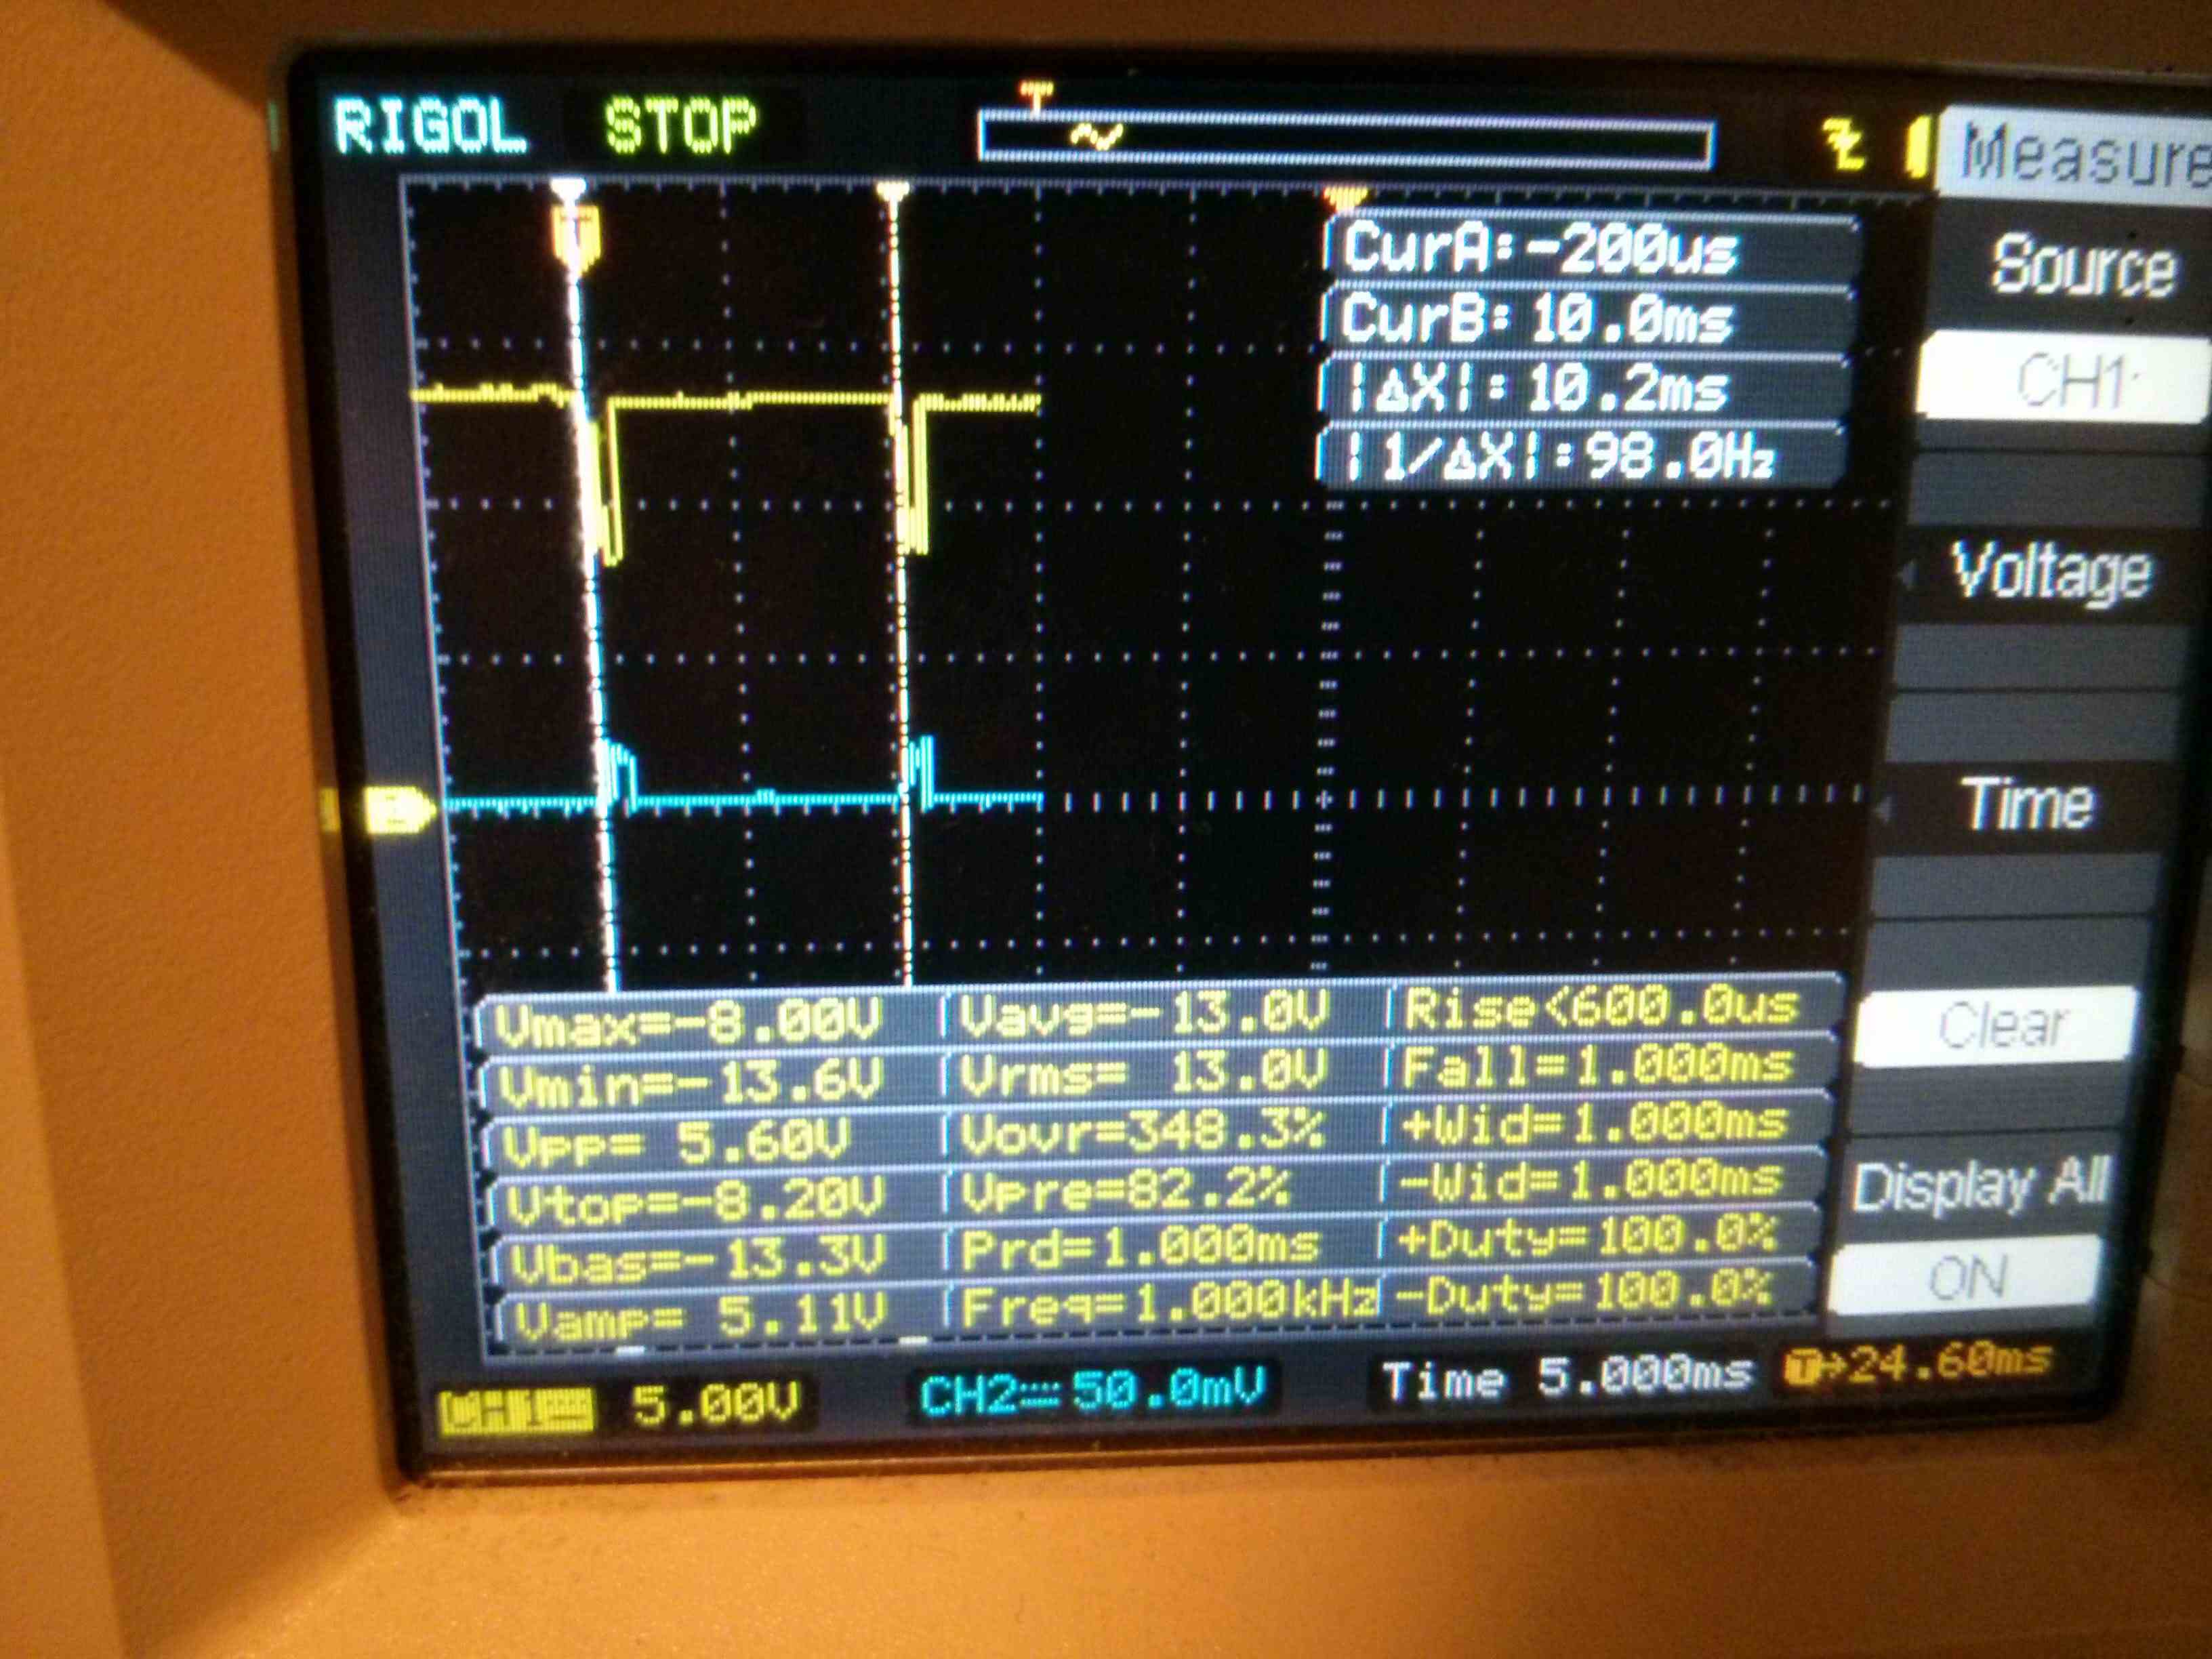 RIGOL STOP T
Measure
CurA:-200us
CurB: 10.0ms
|ΔX|: 10.2ms
|1/ΔX|:98.0Hz
Source
CH1
Voltage
Time
Clear
Display All
ON
Vmax=-8.00V Vavg=-13.0V Rise<600.0us
Vmin=-13.6V Vrms= 13.0V Fall=1.000ms
Vpp= 5.60V Vovr=348.3% +Wid=1.000ms
Vtop=-8.20V Vpre=82.2% -Wid=1.000ms
Vbas=-13.3V Prd=1.000ms +Duty=100.0%
Vamp= 5.11V Freq=1.000kHz -Duty=100.0%
CH1 5.00V CH2 50.0mV Time 5.000ms T→24.60ms